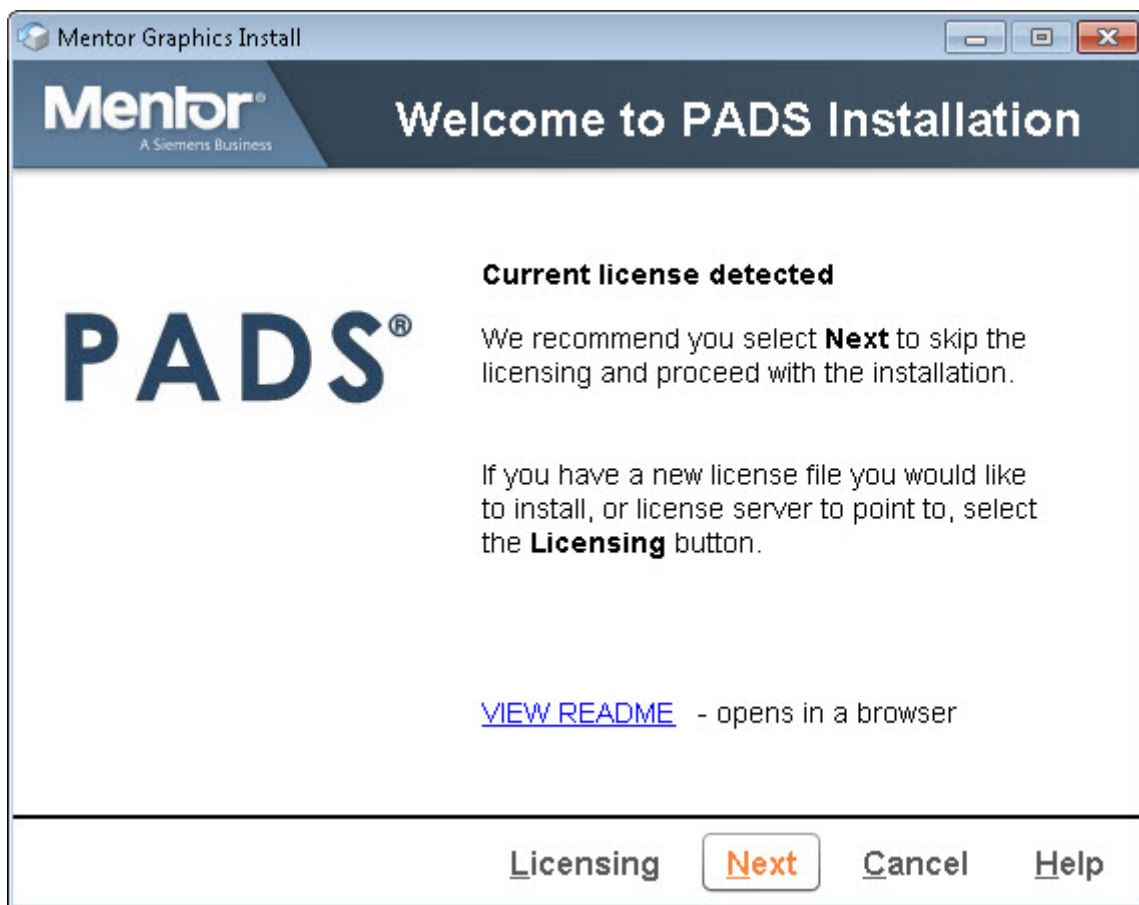 Mentor Graphics Install
Mentor®
A Siemens Business
Welcome to PADS Installation
PADS®
Current license detected
We recommend you select Next to skip the
licensing and proceed with the installation.
If you have a new license file you would like
to install, or license server to point to, select
the Licensing button.
VIEW README - opens in a browser
Licensing Next Cancel Help